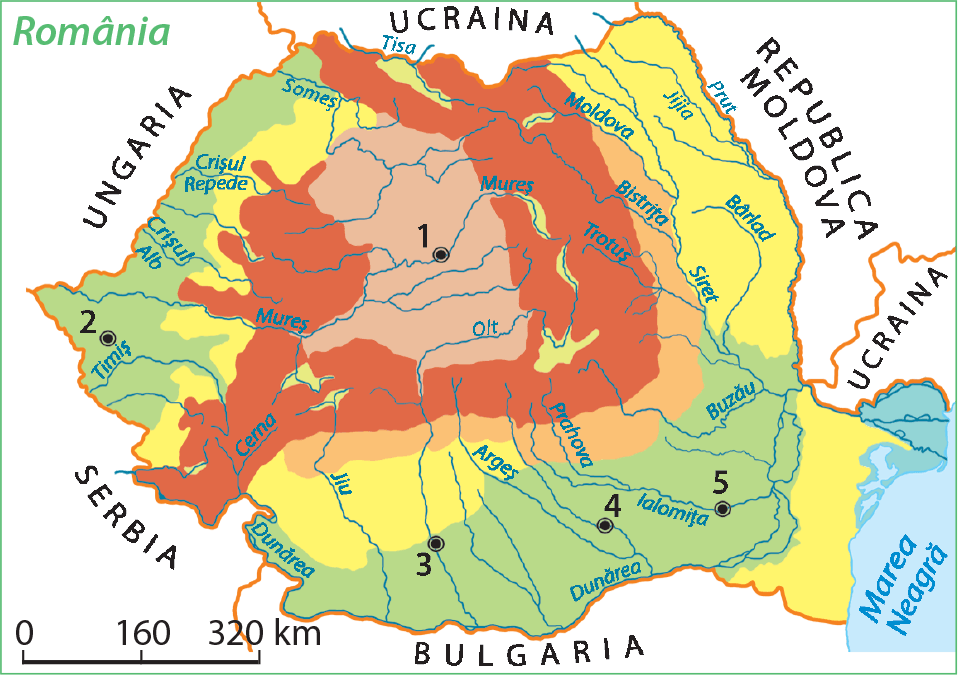 România
UCRAINA
Tisa
UNGARIA
Someș
REPUBLICA
MOLDOVA
Moldova
Jijia
Prut
Crișul
Repede
Mureș
Bistrița
Bârlad
Trotuș
Crișul
Alb
1
Siret
UCRAINA
Mureș
2
Olt
Timiș
Buzău
Cerna
Prahova
Argeș
Jiu
SERBIA
5
Ialomița
4
3
Dunărea
Dunărea
Marea
Neagră
0 160 320 km
BULGARIA